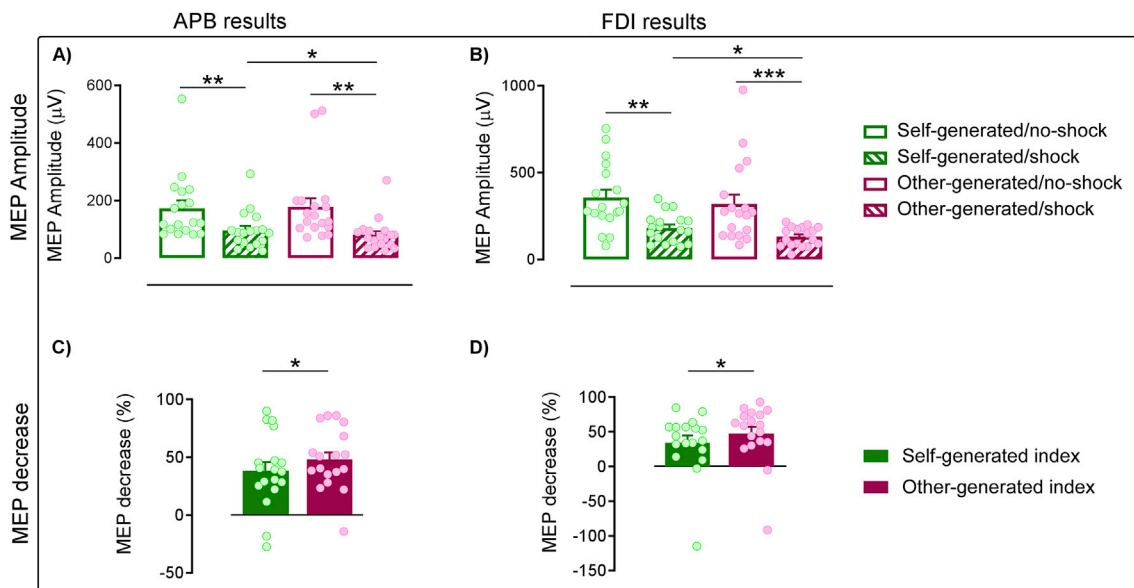 APB results
FDI results
MEP Amplitude
A)
**
*
**
MEP Amplitude (μV)
600
400
200
0
B)
**
*
***
MEP Amplitude (μV)
1000
500
0
Self-generated/no-shock
Self-generated/shock
Other-generated/no-shock
Other-generated/shock
MEP decrease
C)
*
MEP decrease (%)
100
50
0
-50
D)
*
MEP decrease (%)
100
50
0
-50
-100
-150
Self-generated index
Other-generated index